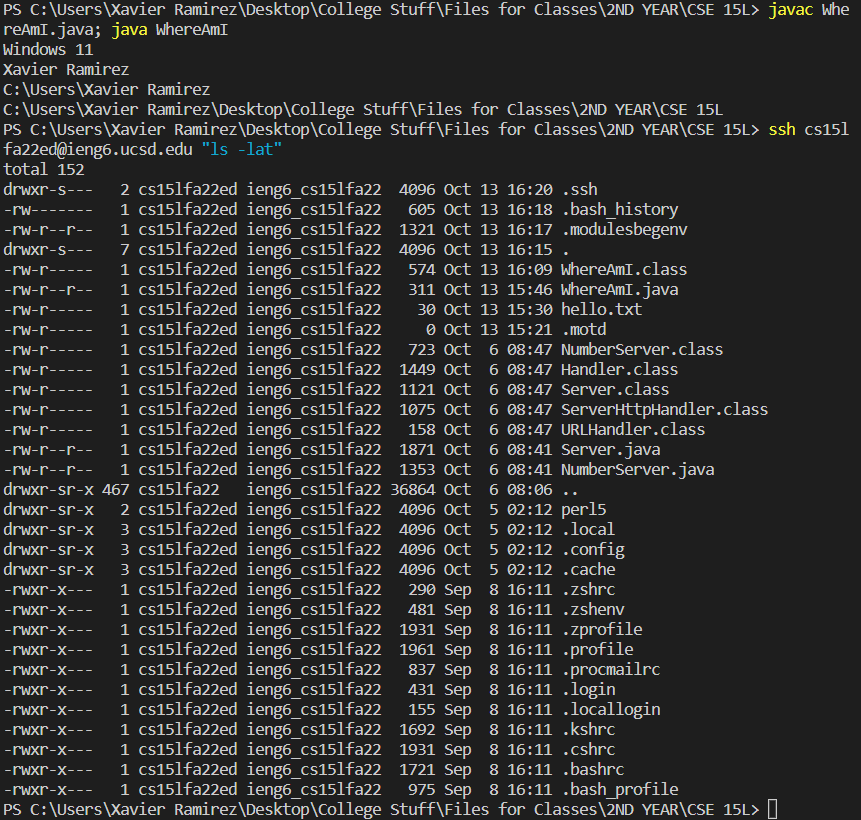 PS C:\Users\Xavier Ramirez\Desktop\College Stuff\Files for Classes\2ND YEAR\CSE 15L> javac Whe
reAmI.java; java WhereAmI
Windows 11
Xavier Ramirez
C:\Users\Xavier Ramirez
C:\Users\Xavier Ramirez\Desktop\College Stuff\Files for Classes\2ND YEAR\CSE 15L
PS C:\Users\Xavier Ramirez\Desktop\College Stuff\Files for Classes\2ND YEAR\CSE 15L> ssh cs15l
fa22ed@ieng6.ucsd.edu "ls -lat"
total 152
drwxr-s---   2 cs15lfa22ed ieng6_cs15lfa22  4096 Oct 13 16:20 .ssh
-rw-------   1 cs15lfa22ed ieng6_cs15lfa22   605 Oct 13 16:18 .bash_history
-rw-r--r--   1 cs15lfa22ed ieng6_cs15lfa22  1321 Oct 13 16:17 .modulesbegenv
drwxr-s---   7 cs15lfa22ed ieng6_cs15lfa22  4096 Oct 13 16:15 .
-rw-r-----   1 cs15lfa22ed ieng6_cs15lfa22   574 Oct 13 16:09 WhereAmI.class
-rw-r--r--   1 cs15lfa22ed ieng6_cs15lfa22   311 Oct 13 15:46 WhereAmI.java
-rw-r-----   1 cs15lfa22ed ieng6_cs15lfa22    30 Oct 13 15:30 hello.txt
-rw-r-----   1 cs15lfa22ed ieng6_cs15lfa22     0 Oct 13 15:21 .motd
-rw-r-----   1 cs15lfa22ed ieng6_cs15lfa22   723 Oct  6 08:47 NumberServer.class
-rw-r-----   1 cs15lfa22ed ieng6_cs15lfa22  1449 Oct  6 08:47 Handler.class
-rw-r-----   1 cs15lfa22ed ieng6_cs15lfa22  1121 Oct  6 08:47 Server.class
-rw-r-----   1 cs15lfa22ed ieng6_cs15lfa22  1075 Oct  6 08:47 ServerHttpHandler.class
-rw-r-----   1 cs15lfa22ed ieng6_cs15lfa22   158 Oct  6 08:47 URLHandler.class
-rw-r--r--   1 cs15lfa22ed ieng6_cs15lfa22  1871 Oct  6 08:41 Server.java
-rw-r--r--   1 cs15lfa22ed ieng6_cs15lfa22  1353 Oct  6 08:41 NumberServer.java
drwxr-sr-x 467 cs15lfa22   ieng6_cs15lfa22 36864 Oct  6 08:06 ..
drwxr-sr-x   2 cs15lfa22ed ieng6_cs15lfa22  4096 Oct  5 02:12 perl5
drwxr-sr-x   3 cs15lfa22ed ieng6_cs15lfa22  4096 Oct  5 02:12 .local
drwxr-sr-x   3 cs15lfa22ed ieng6_cs15lfa22  4096 Oct  5 02:12 .config
drwxr-sr-x   3 cs15lfa22ed ieng6_cs15lfa22  4096 Oct  5 02:12 .cache
-rwxr-x---   1 cs15lfa22ed ieng6_cs15lfa22   290 Sep  8 16:11 .zshrc
-rwxr-x---   1 cs15lfa22ed ieng6_cs15lfa22   481 Sep  8 16:11 .zshenv
-rwxr-x---   1 cs15lfa22ed ieng6_cs15lfa22  1931 Sep  8 16:11 .zprofile
-rwxr-x---   1 cs15lfa22ed ieng6_cs15lfa22  1961 Sep  8 16:11 .profile
-rwxr-x---   1 cs15lfa22ed ieng6_cs15lfa22   837 Sep  8 16:11 .procmailrc
-rwxr-x---   1 cs15lfa22ed ieng6_cs15lfa22   431 Sep  8 16:11 .login
-rwxr-x---   1 cs15lfa22ed ieng6_cs15lfa22   155 Sep  8 16:11 .locallogin
-rwxr-x---   1 cs15lfa22ed ieng6_cs15lfa22  1692 Sep  8 16:11 .kshrc
-rwxr-x---   1 cs15lfa22ed ieng6_cs15lfa22  1931 Sep  8 16:11 .cshrc
-rwxr-x---   1 cs15lfa22ed ieng6_cs15lfa22  1721 Sep  8 16:11 .bashrc
-rwxr-x---   1 cs15lfa22ed ieng6_cs15lfa22   975 Sep  8 16:11 .bash_profile
PS C:\Users\Xavier Ramirez\Desktop\College Stuff\Files for Classes\2ND YEAR\CSE 15L>